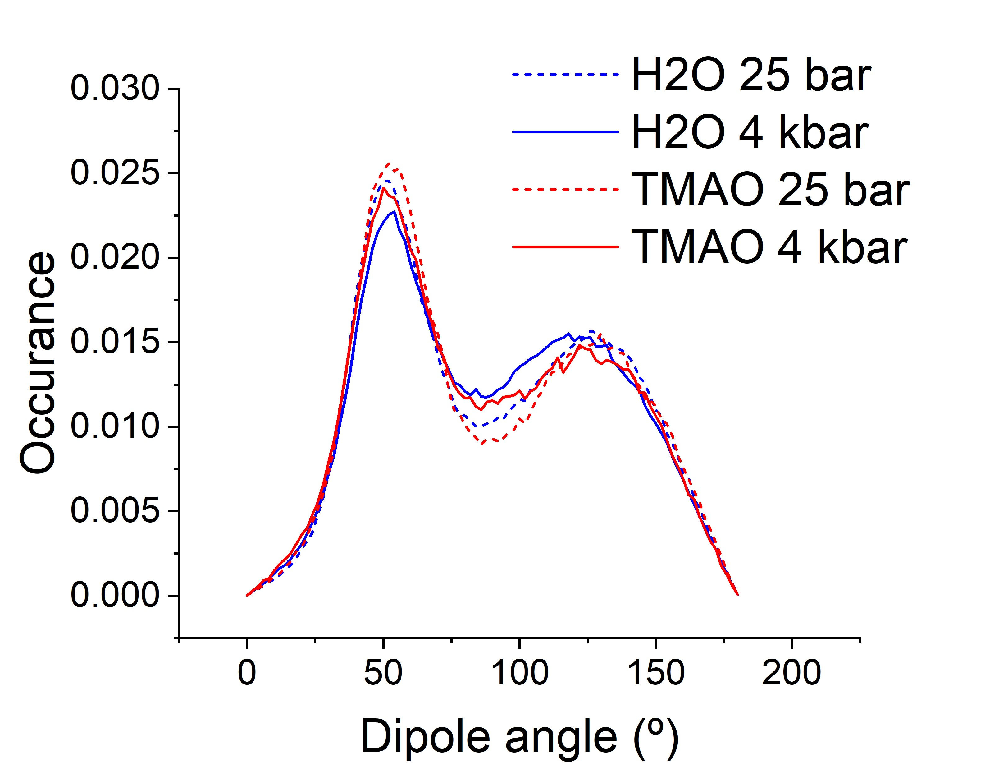 H2O 25 bar
H2O 4 kbar
TMAO 25 bar
TMAO 4 kbar
0.030
0.025
0.020
0.015
0.010
0.005
0.000
Occurance
0 50 100 150 200
Dipole angle (º)